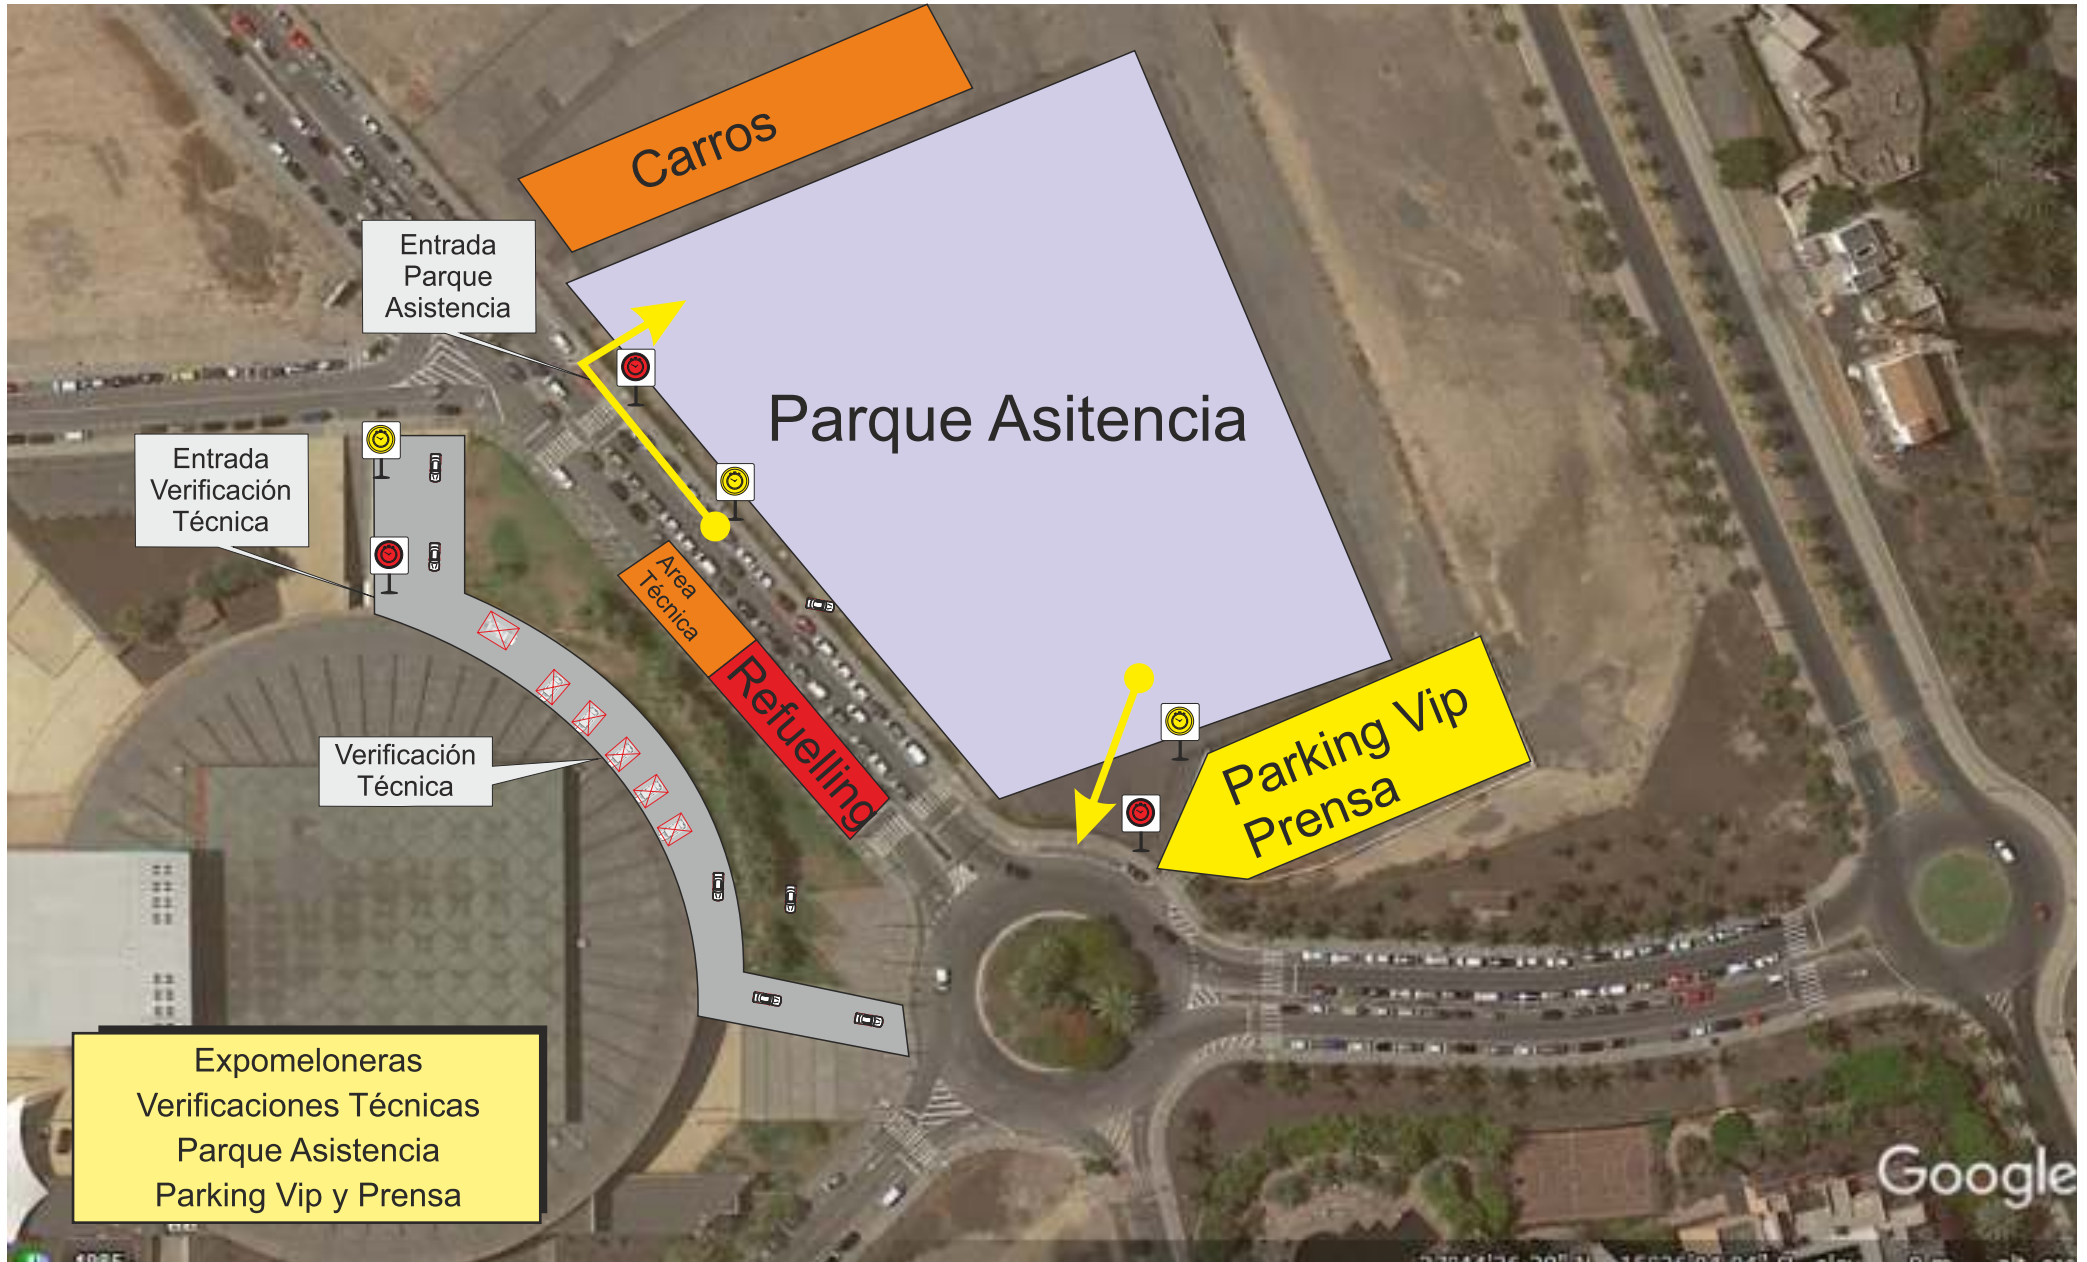 Carros
Entrada
Parque
Asistencia
Parque Asitencia
Entrada
Verificación
Técnica
Area
Técnica
Refuelling
Verificación
Técnica
Parking Vip
Prensa
Expomeloneras
Verificaciones Técnicas
Parque Asistencia
Parking Vip y Prensa
Google
1985